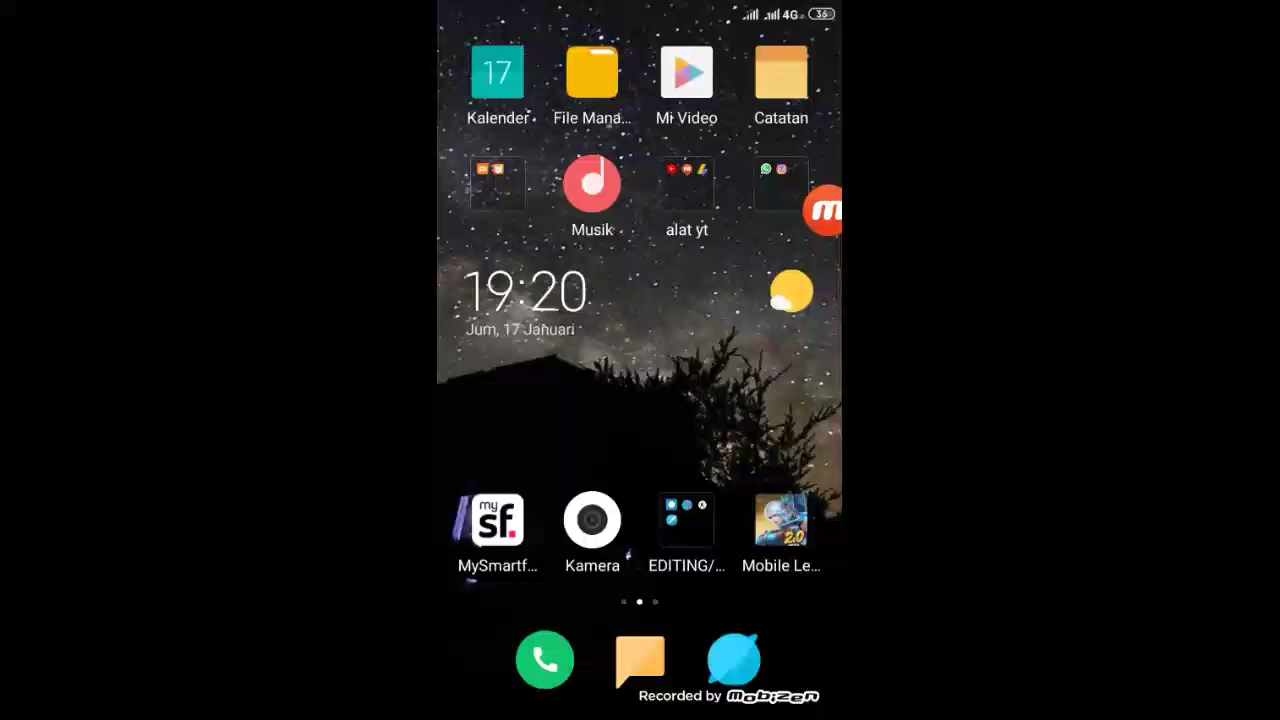 4G 36
17
Kalender File Mana... Mi Video Catatan
Musik alat yt
19:20
Jum, 17 Januari
my
sf.
2.0
MySmartf... Kamera EDITING/... Mobile Le...
Recorded by mobizen